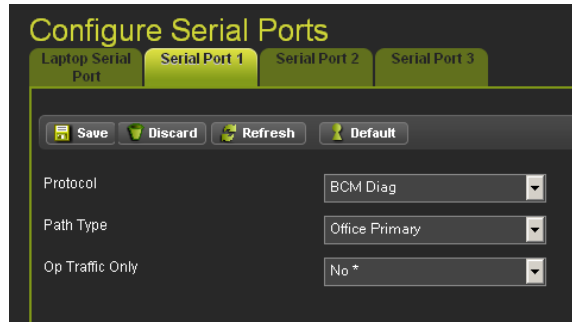 Configure Serial Ports
Laptop Serial
Port
Serial Port 1
Serial Port 2
Serial Port 3
Save Discard Refresh Default
Protocol BCM Diag
Path Type Office Primary
Op Traffic Only No *